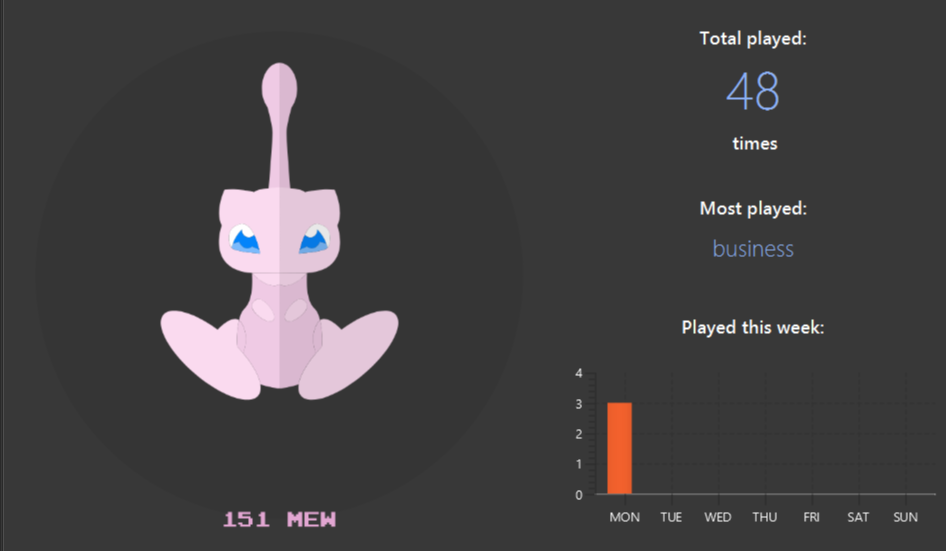 Total played:
48
times
Most played:
business
Played this week:
4
3
2
1
0
MON TUE WED THU FRI SAT SUN
151 MEW